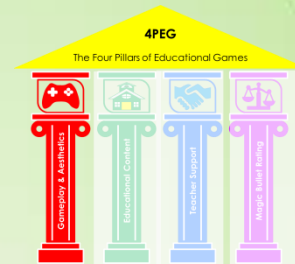 4PEG
The Four Pillars of Educational Games
Gameplay & Aesthetics
Educational Content
Teacher Support
Magic Bullet Rating